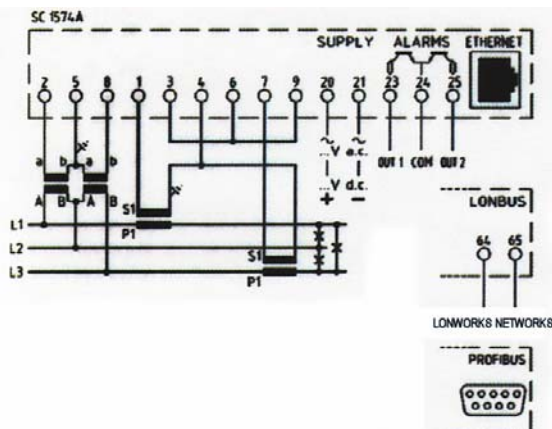 SC 1574A
SUPPLY ALARMS ETHERNET
2 5 8 1 3 4 6 7 9 20 21 23 24 25
...V a.c.
OUT 1 COM OUT 2
...V d.c.
+ −
a b a b
A B A B
S1
P1
L1
L2
L3
S1
P1
LONBUS
64 65
LONWORKS NETWORKS
PROFIBUS